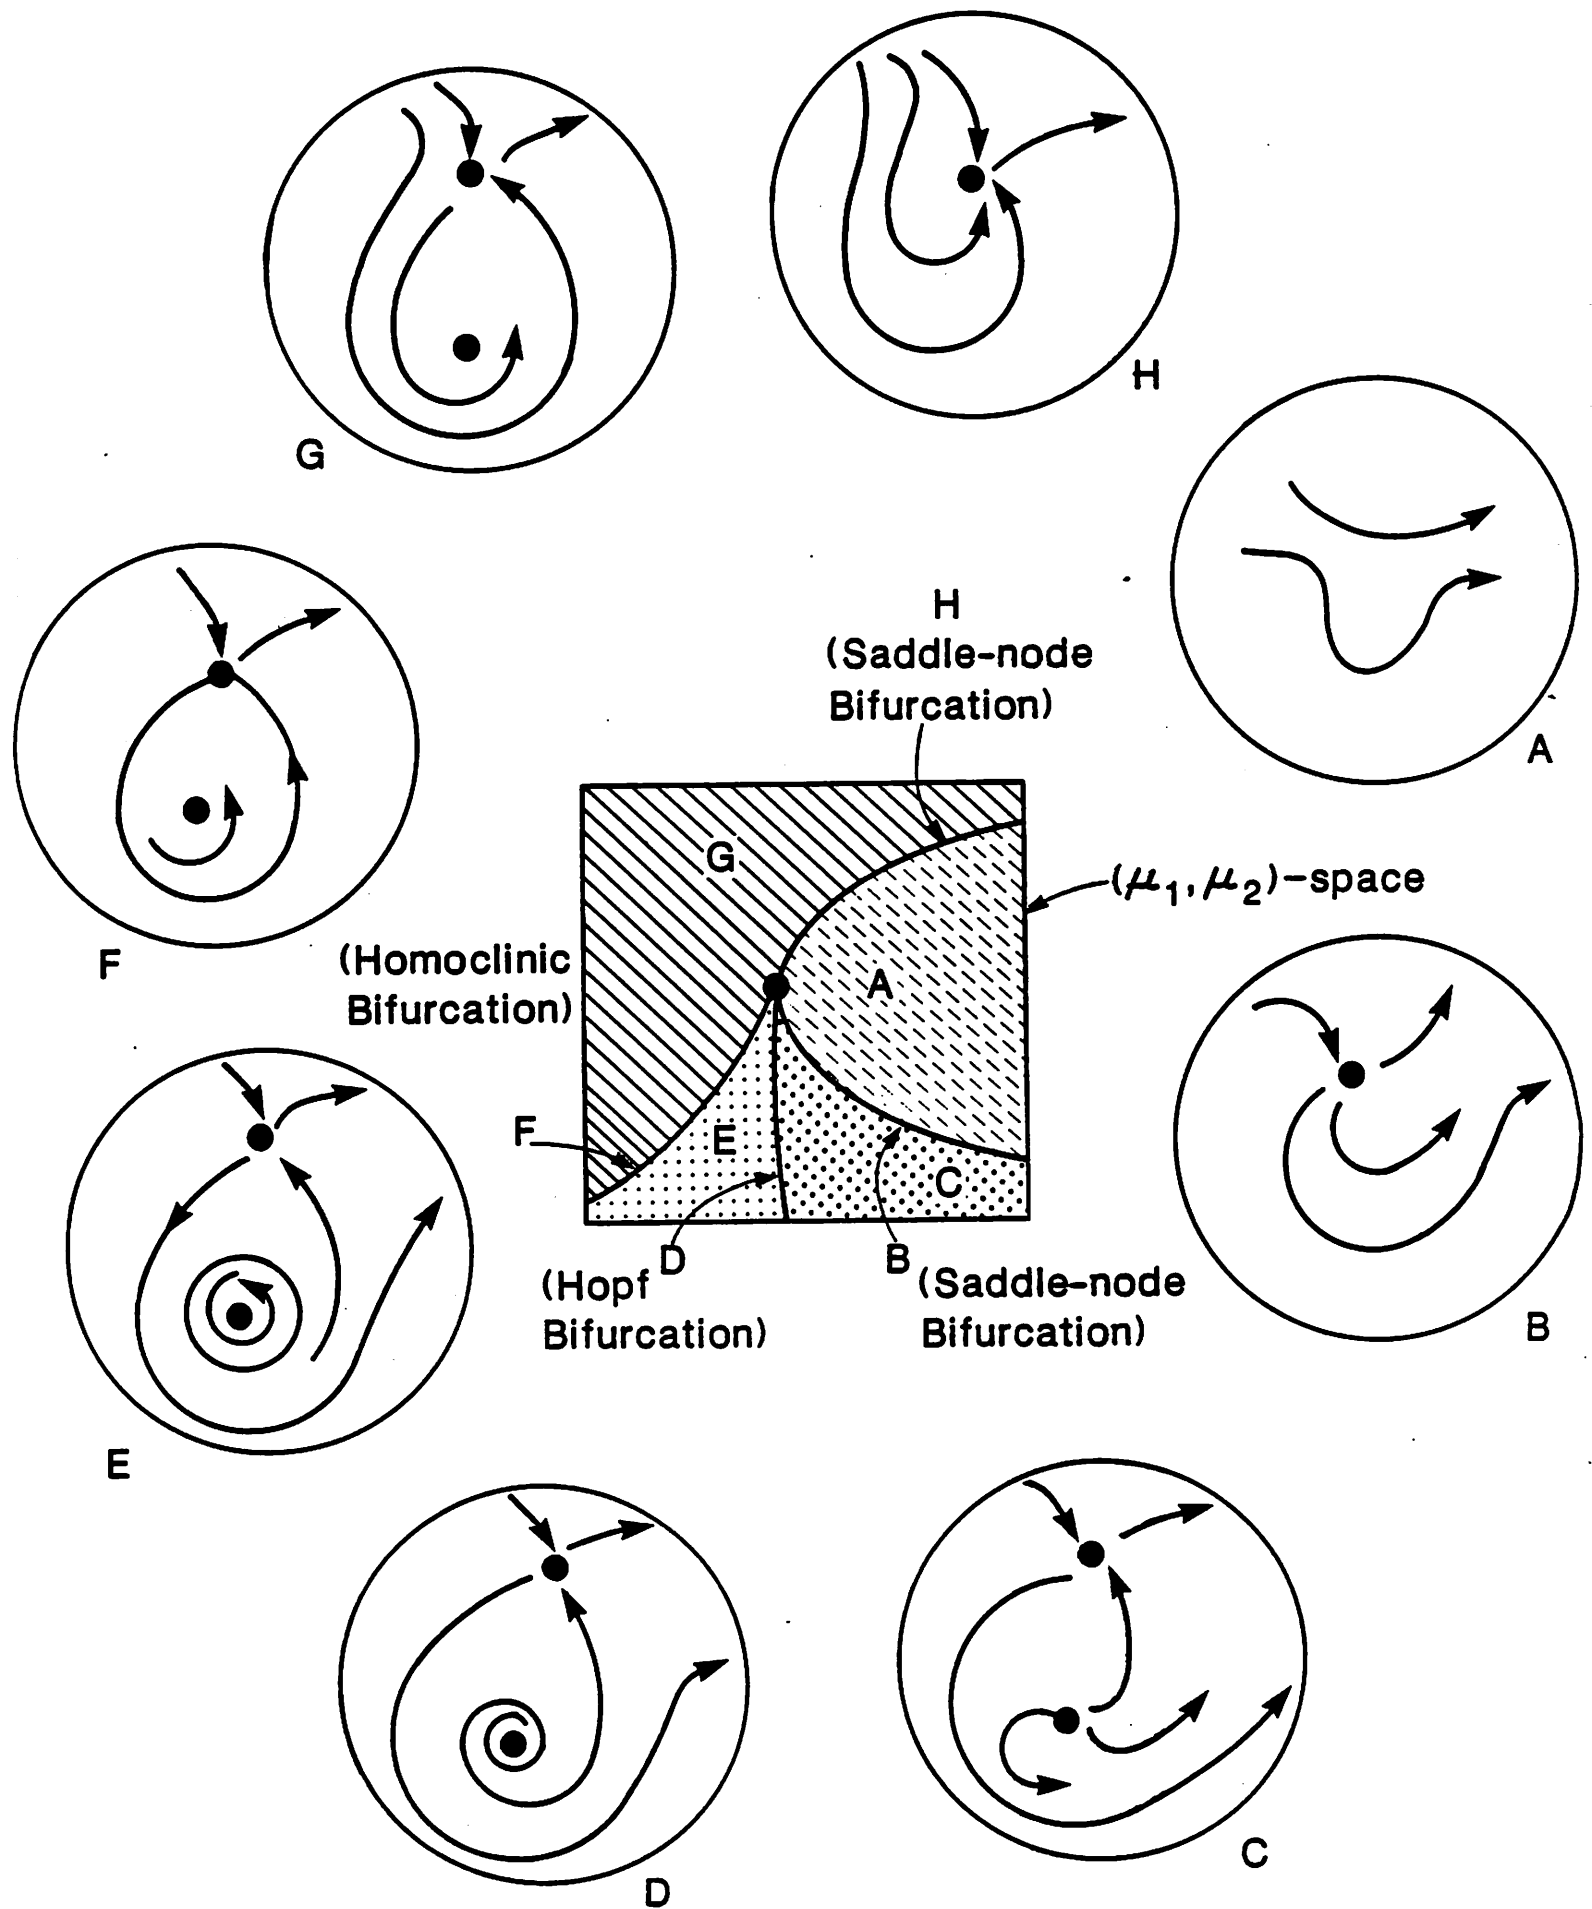 H
G
A
F
H
(Saddle-node
Bifurcation)
G
(μ₁,μ₂)-space
A
(Homoclinic
Bifurcation)
F
E
C
D
B
(Hopf
Bifurcation)
(Saddle-node
Bifurcation)
B
E
C
D